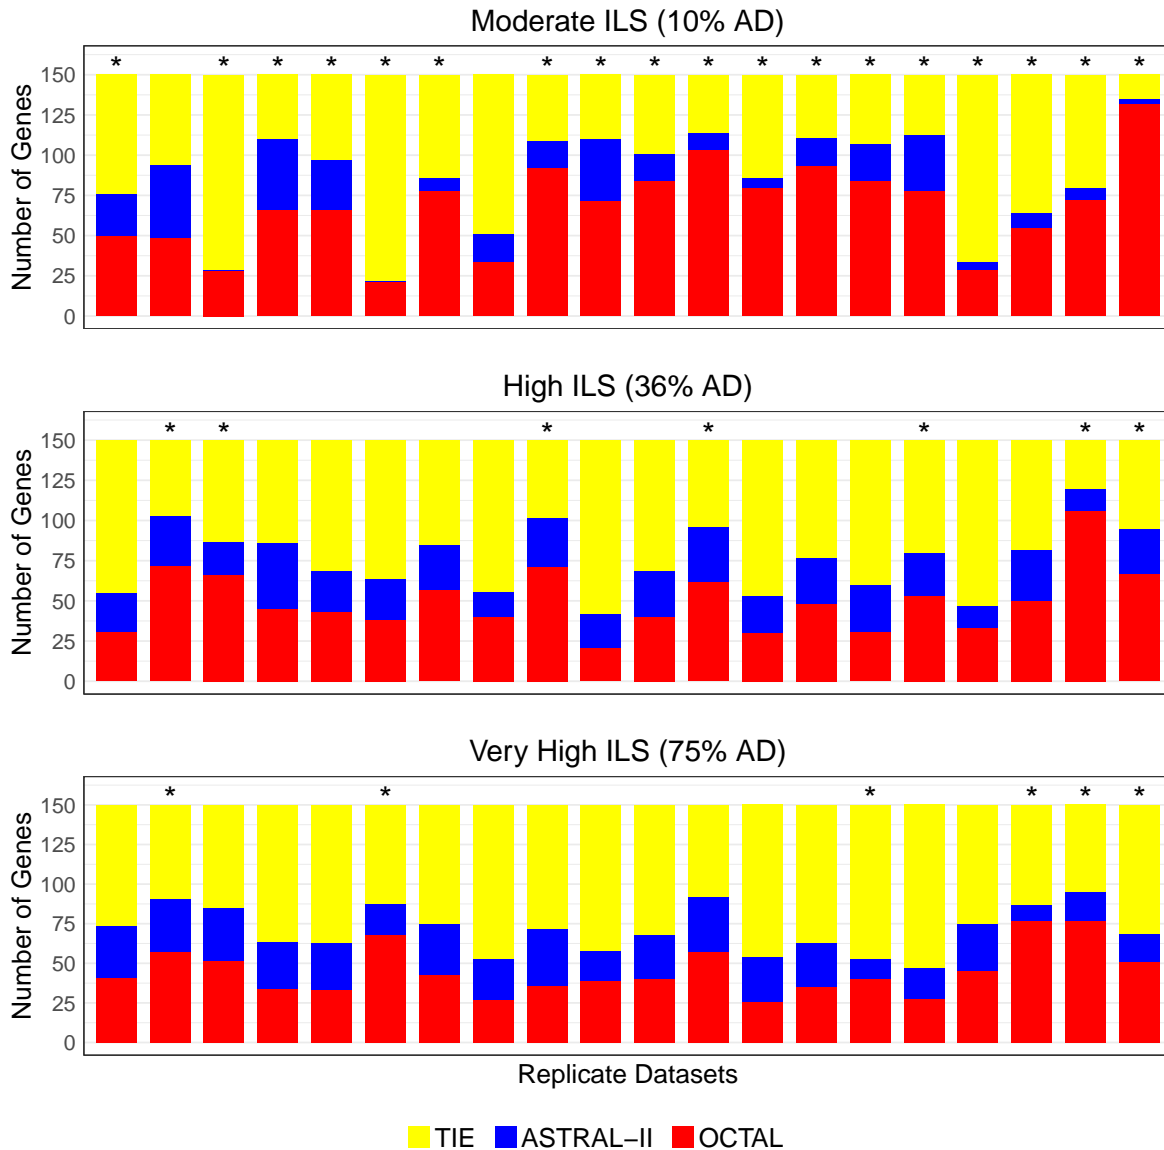 Moderate ILS (10% AD)
* * * * * * * * * * * * * * * * * *
Number of Genes
150
125
100
75
50
25
0
High ILS (36% AD)
* * * * * * *
Number of Genes
150
125
100
75
50
25
0
Very High ILS (75% AD)
* * * * * *
Number of Genes
150
125
100
75
50
25
0
Replicate Datasets
TIE ASTRAL−II OCTAL